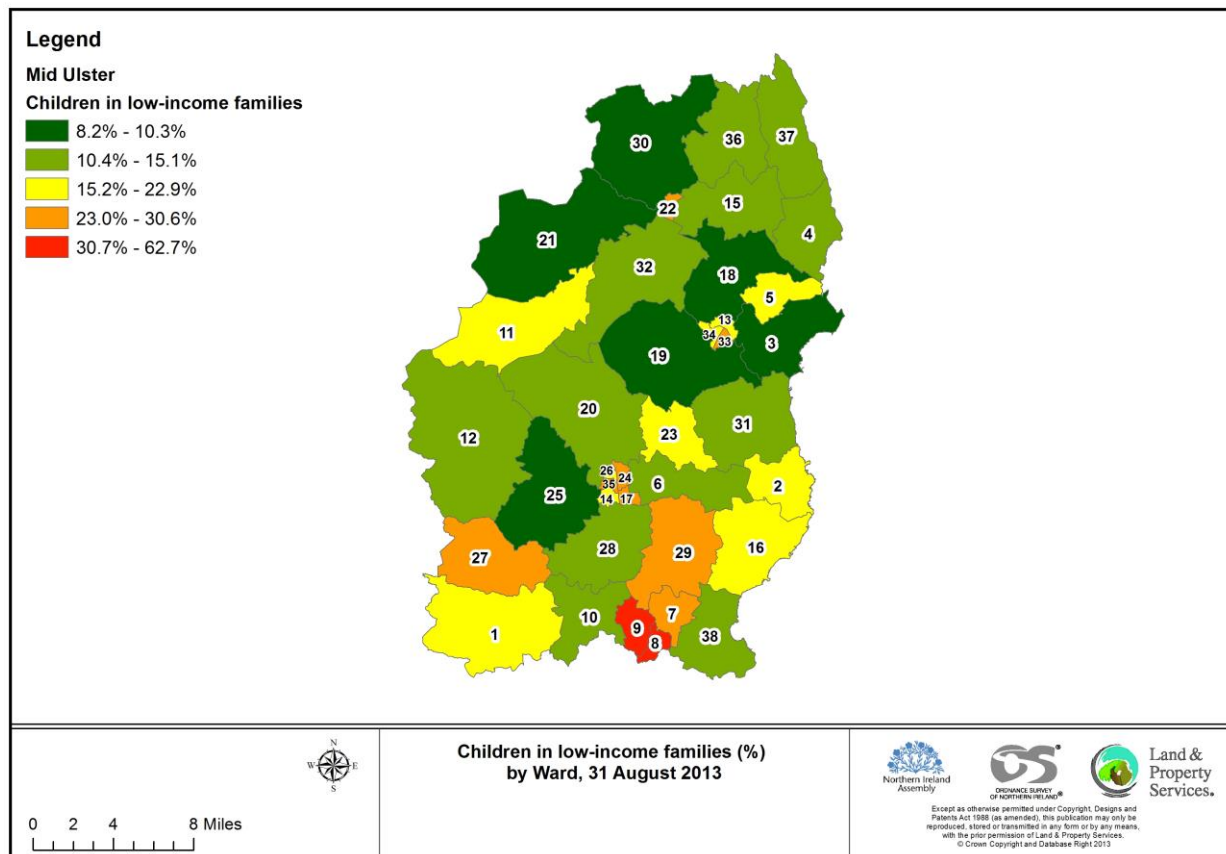 Legend
Mid Ulster
Children in low-income families
8.2% - 10.3%
10.4% - 15.1%
15.2% - 22.9%
23.0% - 30.6%
30.7% - 62.7%
30
36
37
22
15
21
4
32
18
5
11
13
34
33
3
19
20
12
23
31
26
24
35
6
14
17
25
2
28
29
16
27
10
7
9
1
8
38
N
W
E
S
0 2 4 8 Miles
Children in low-income families (%)
by Ward, 31 August 2013
Northern Ireland
Assembly
OS®
ORDNANCE SURVEY
OF NORTHERN IRELAND®
Land &
Property
Services.
Except as otherwise permitted under Copyright, Designs and
Patents Act 1988 (as amended), this publication may only be
reproduced, stored or transmitted in any form or by any means,
with the prior permission of Land & Property Services.
© Crown Copyright and Database Right 2013